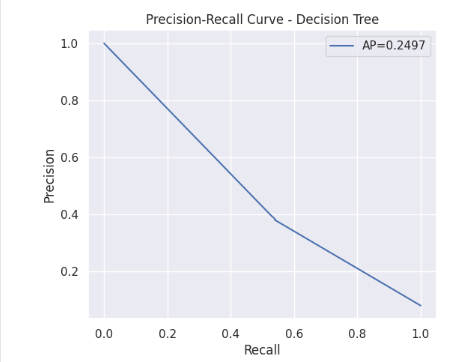 Precision-Recall Curve - Decision Tree
AP=0.2497
1.0
0.8
0.6
0.4
0.2
Precision
0.0 0.2 0.4 0.6 0.8 1.0
Recall